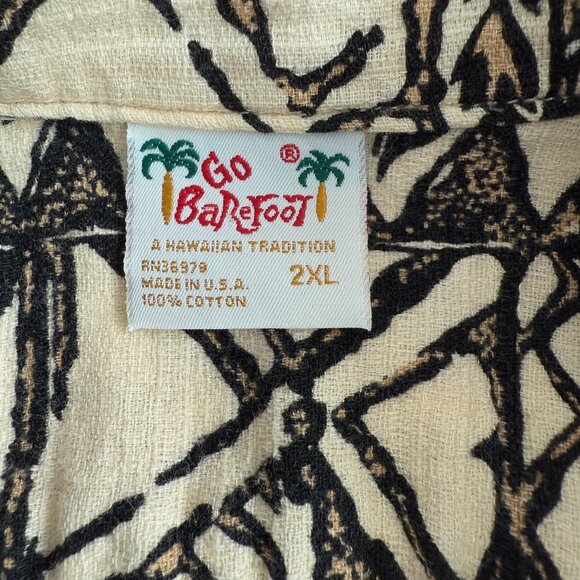 Go ®
BaRefooT
A HAWAIIAN TRADITION
RN36979
MADE IN U.S.A.
100% COTTON
2XL